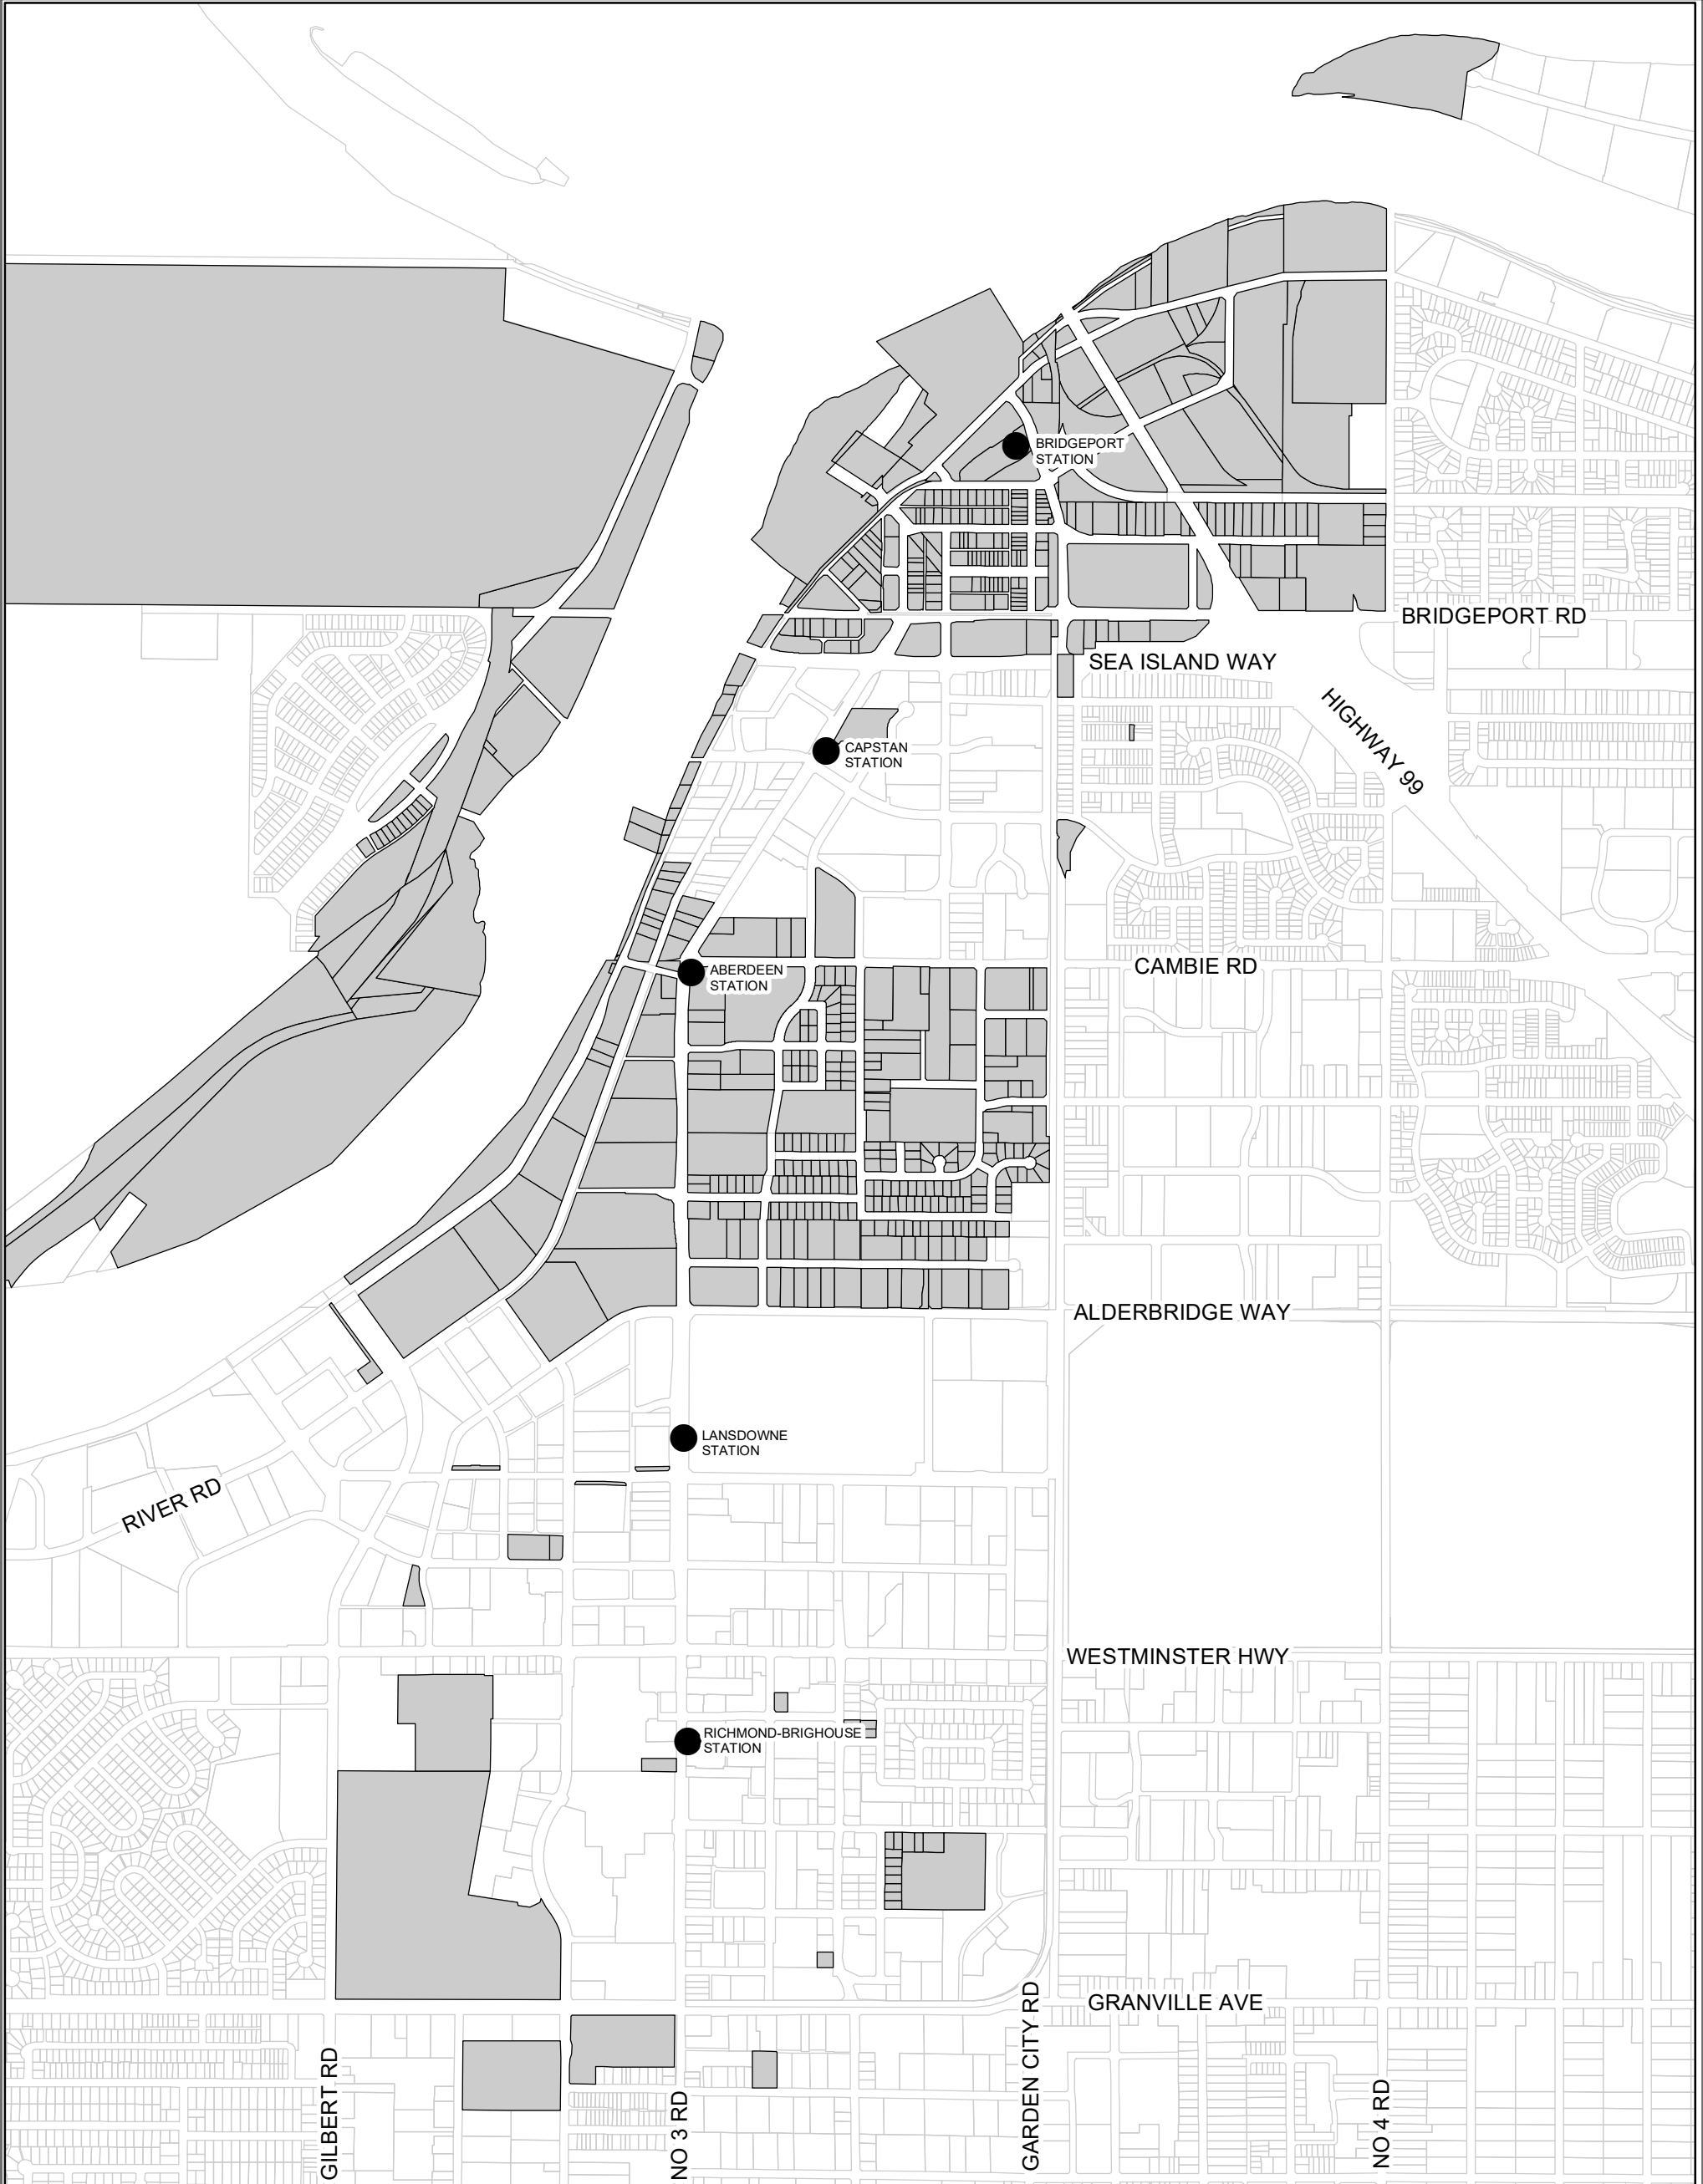 BRIDGEPORT
STATION
BRIDGEPORT RD
SEA ISLAND WAY
HIGHWAY 99
CAPSTAN
STATION
CAMBIE RD
ABERDEEN
STATION
ALDERBRIDGE WAY
LANSDOWNE
STATION
RIVER RD
WESTMINSTER HWY
RICHMOND-BRIGHOUSE
STATION
GRANVILLE AVE
GILBERT RD
NO 3 RD
GARDEN CITY RD
NO 4 RD